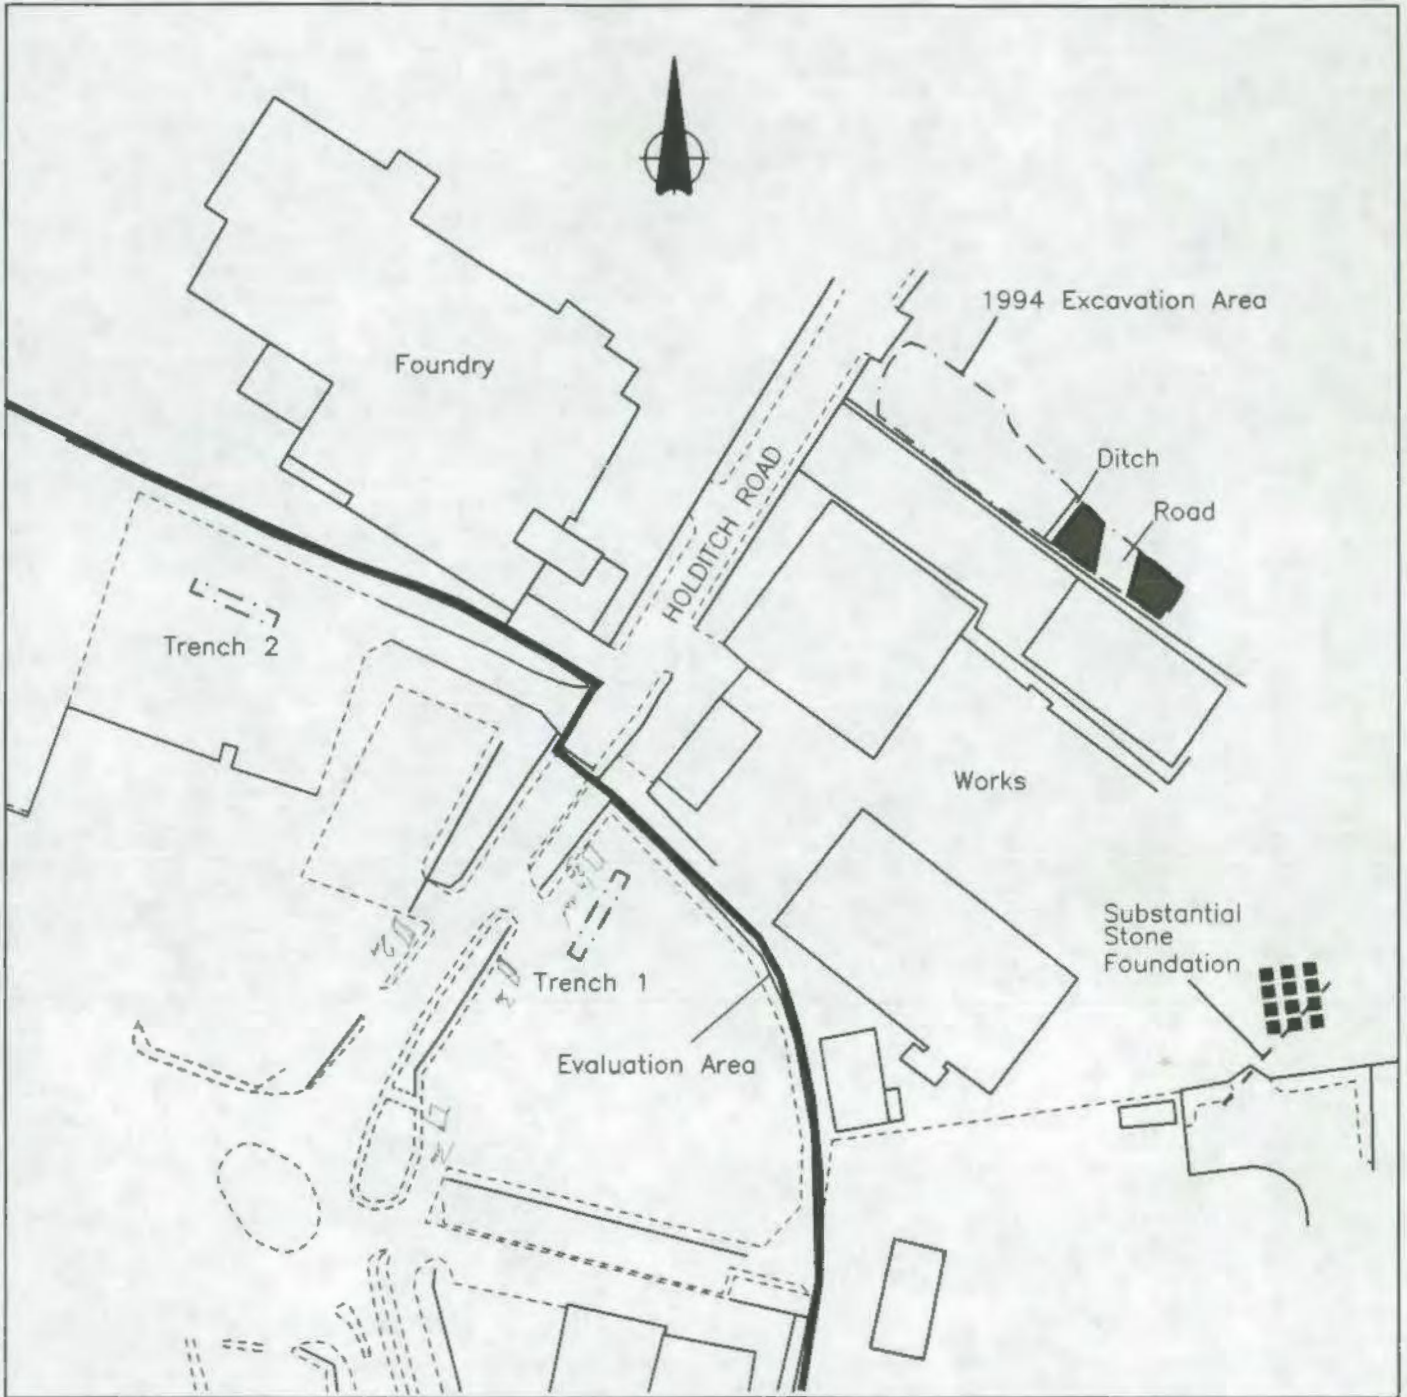 1994 Excavation Area
Foundry
Ditch
Road
HOLDITCH ROAD
Trench 2
Works
Substantial
Stone
Foundation
Trench 1
Evaluation Area